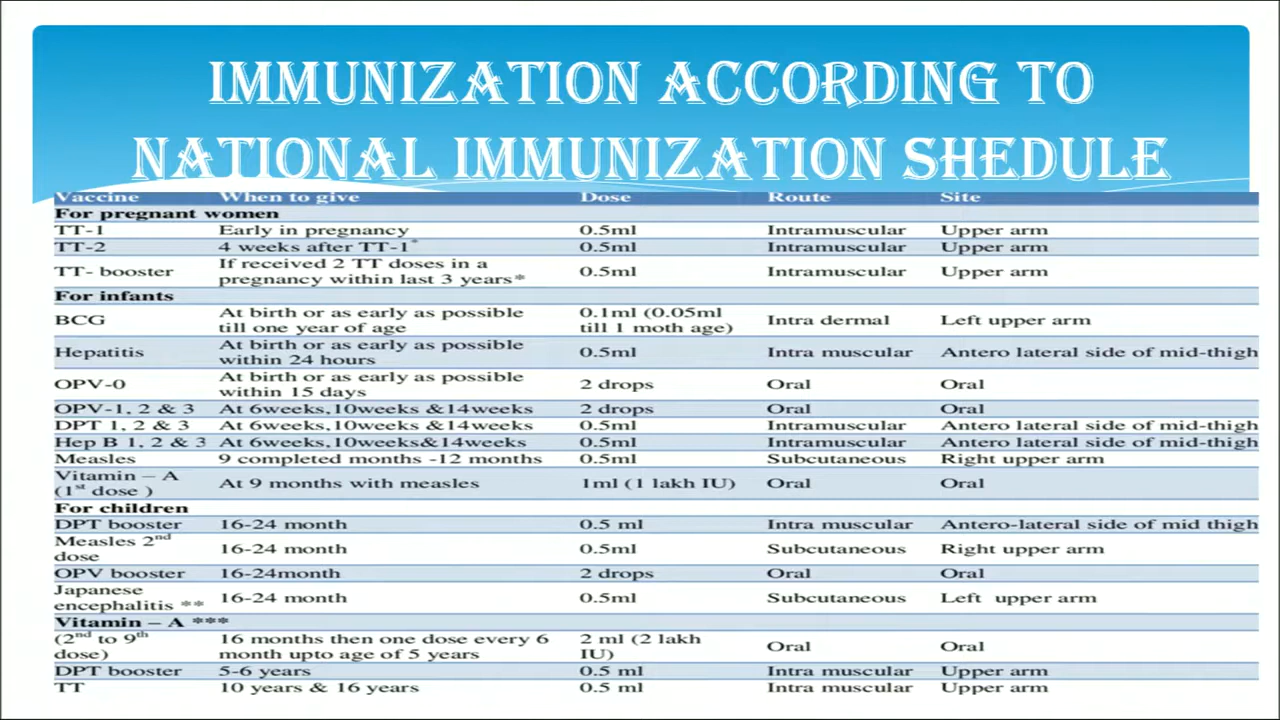 IMMUNIZATION ACCORDING TO
NATIONAL IMMUNIZATION SHEDULE
Vaccine When to give Dose Route Site
For pregnant women
TT-1 Early in pregnancy 0.5ml Intramuscular Upper arm
TT-2 4 weeks after TT-1* 0.5ml Intramuscular Upper arm
TT- booster If received 2 TT doses in a pregnancy within last 3 years* 0.5ml Intramuscular Upper arm
For infants
BCG At birth or as early as possible till one year of age 0.1ml (0.05ml till 1 moth age) Intra dermal Left upper arm
Hepatitis At birth or as early as possible within 24 hours 0.5ml Intra muscular Antero lateral side of mid-thigh
OPV-0 At birth or as early as possible within 15 days 2 drops Oral Oral
OPV-1, 2 & 3 At 6weeks,10weeks &14weeks 2 drops Oral Oral
DPT 1, 2 & 3 At 6weeks,10weeks &14weeks 0.5ml Intramuscular Antero lateral side of mid-thigh
Hep B 1, 2 & 3 At 6weeks,10weeks&14weeks 0.5ml Intramuscular Antero lateral side of mid-thigh
Measles 9 completed months -12 months 0.5ml Subcutaneous Right upper arm
Vitamin – A (1st dose ) At 9 months with measles 1ml (1 lakh IU) Oral Oral
For children
DPT booster 16-24 month 0.5 ml Intra muscular Antero-lateral side of mid thigh
Measles 2nd dose 16-24 month 0.5ml Subcutaneous Right upper arm
OPV booster 16-24month 2 drops Oral Oral
Japanese encephalitis ** 16-24 month 0.5ml Subcutaneous Left upper arm
Vitamin – A ***
(2nd to 9th dose) 16 months then one dose every 6 month upto age of 5 years 2 ml (2 lakh IU) Oral Oral
DPT booster 5-6 years 0.5 ml Intra muscular Upper arm
TT 10 years & 16 years 0.5 ml Intra muscular Upper arm